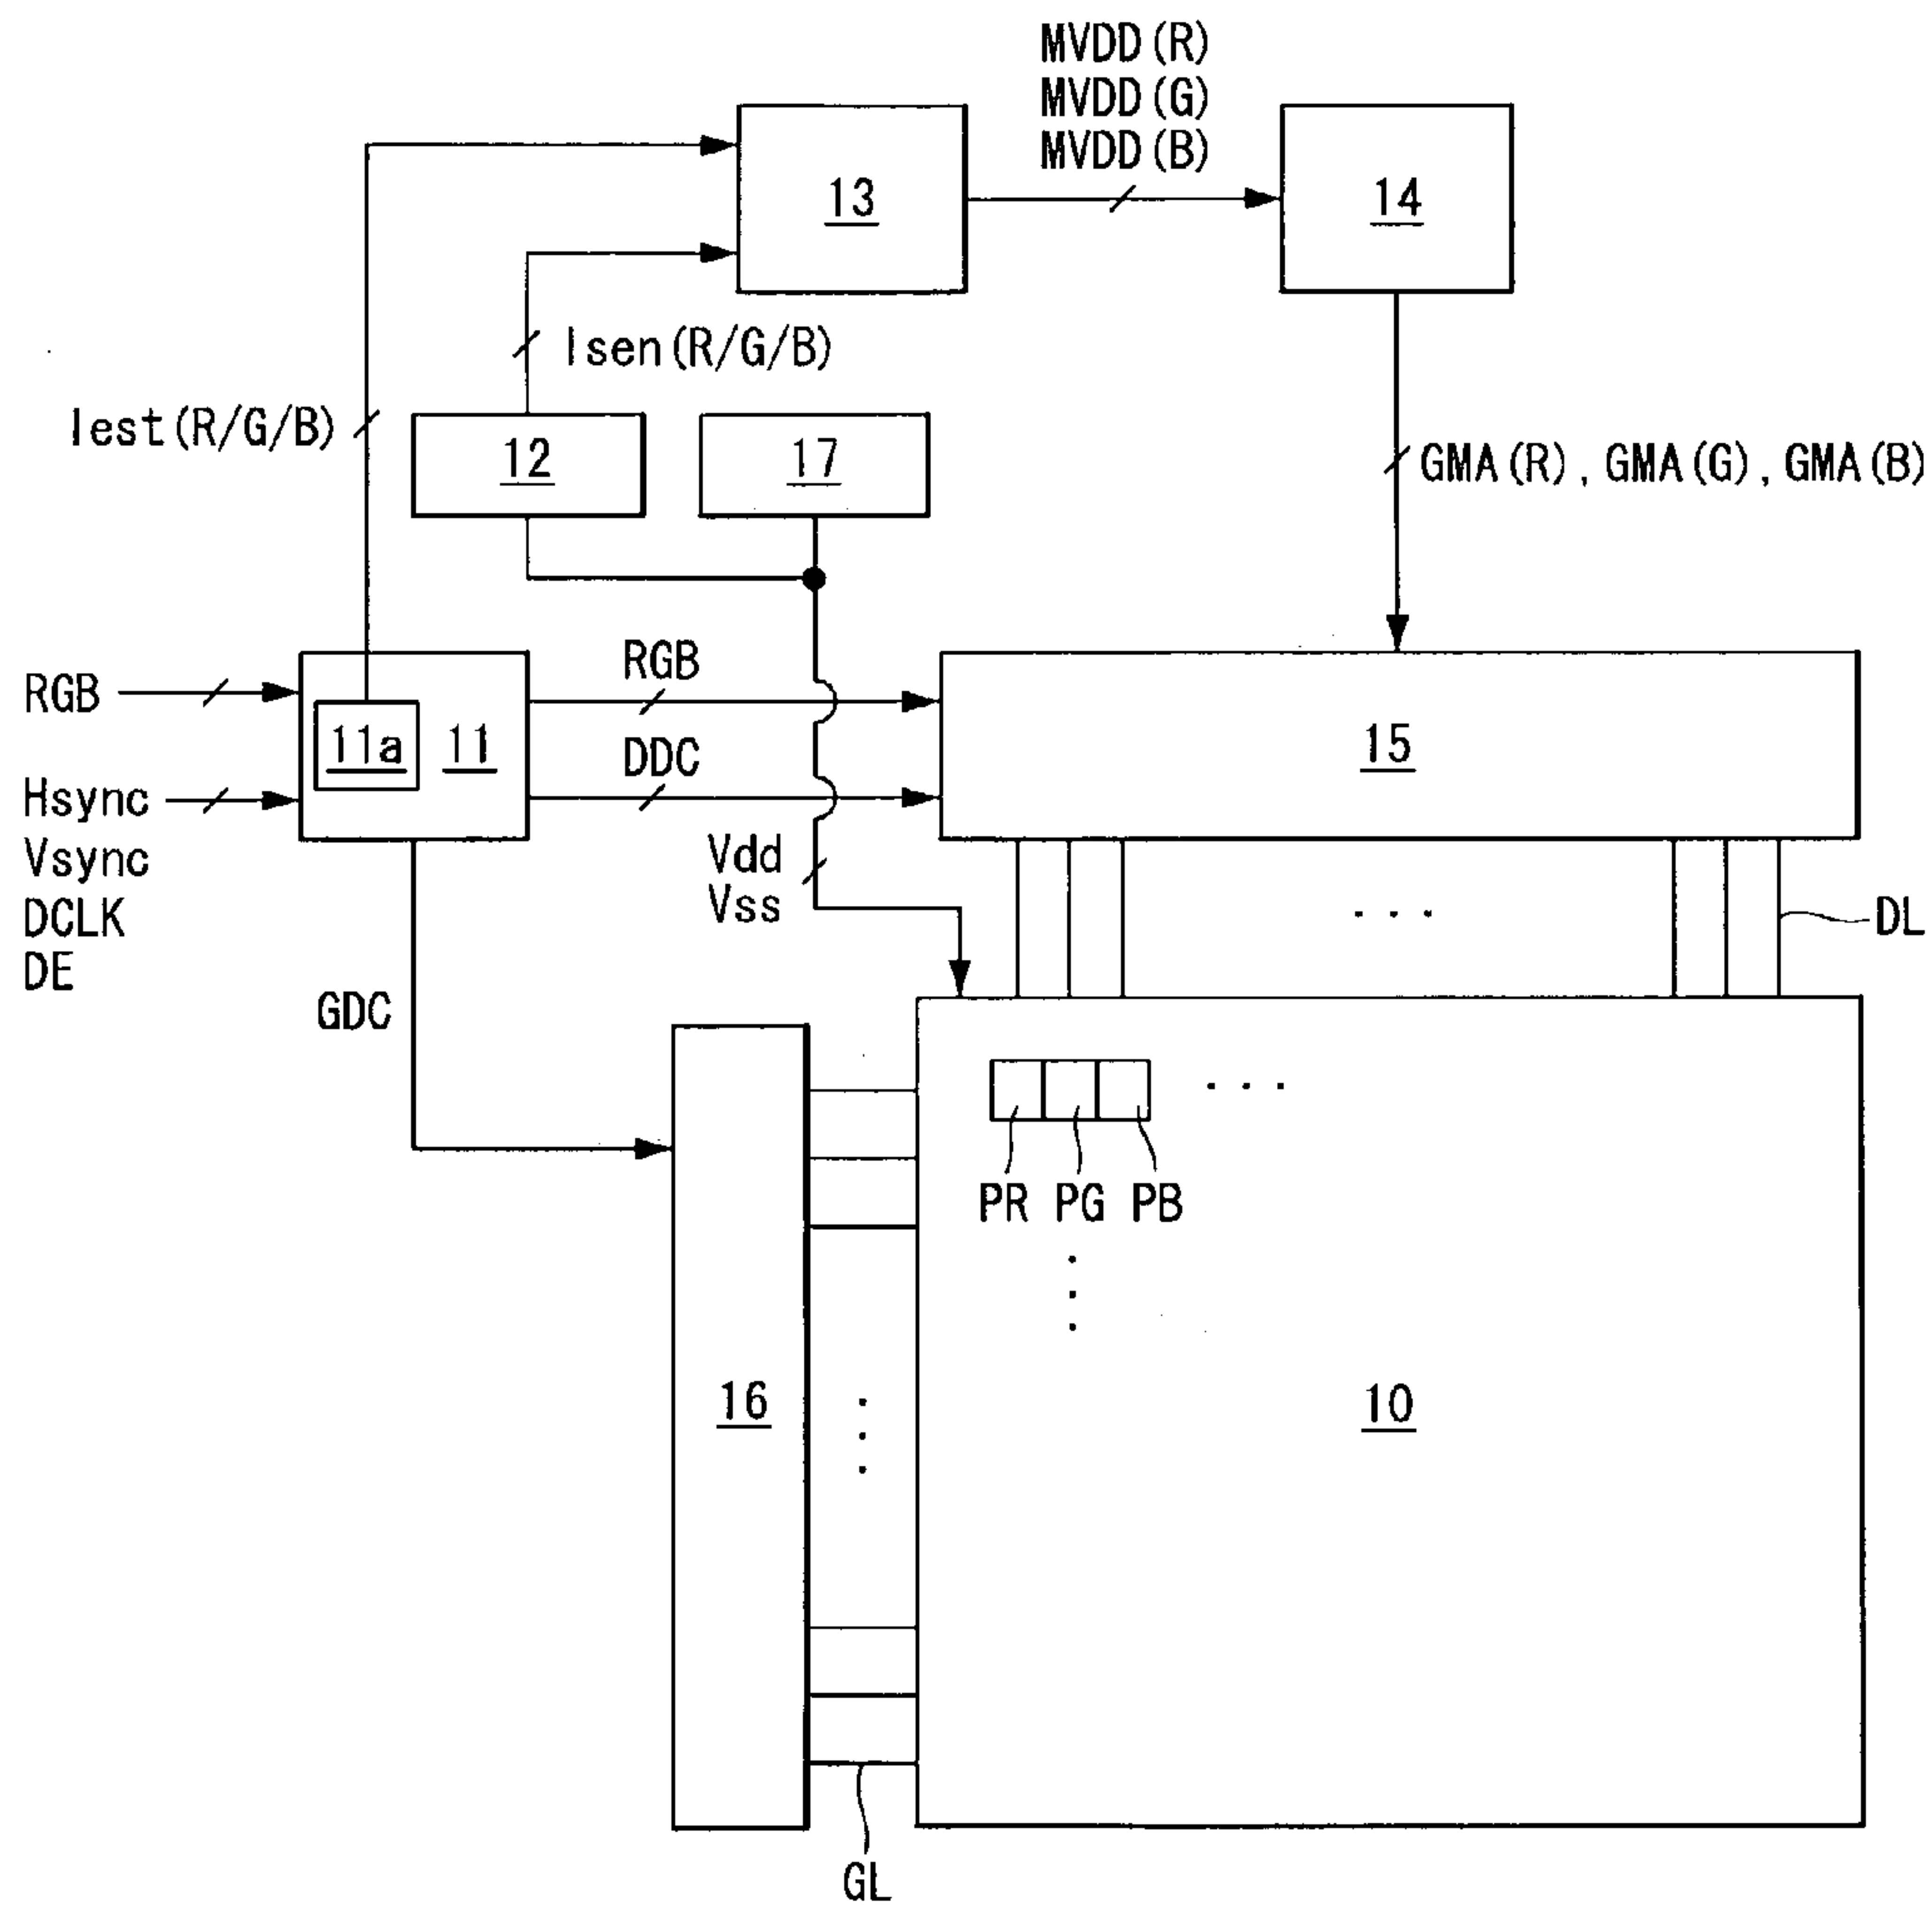 MVDD(R)
MVDD(G)
MVDD(B)
13
14
Isen(R/G/B)
Iest(R/G/B)
12
17
GMA(R), GMA(G), GMA(B)
RGB
RGB
11a
11
DDC
15
Hsync
Vsync
DCLK
DE
Vdd
Vss
DL
GDC
PR PG PB
16
10
GL